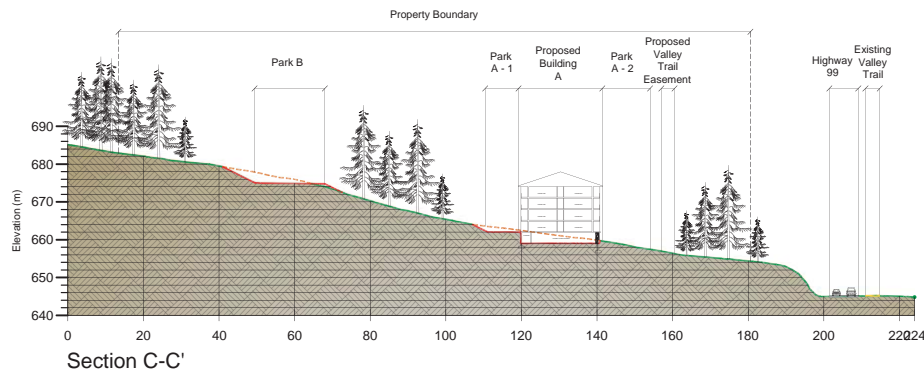 Property Boundary
Park B
Park
A - 1
Proposed
Building
A
Park
A - 2
Proposed
Valley
Trail
Easement
Highway
99
Existing
Valley
Trail
Elevation (m)
690
680
670
660
650
640
0 20 40 60 80 100 120 140 160 180 200 220 224
Section C-C'